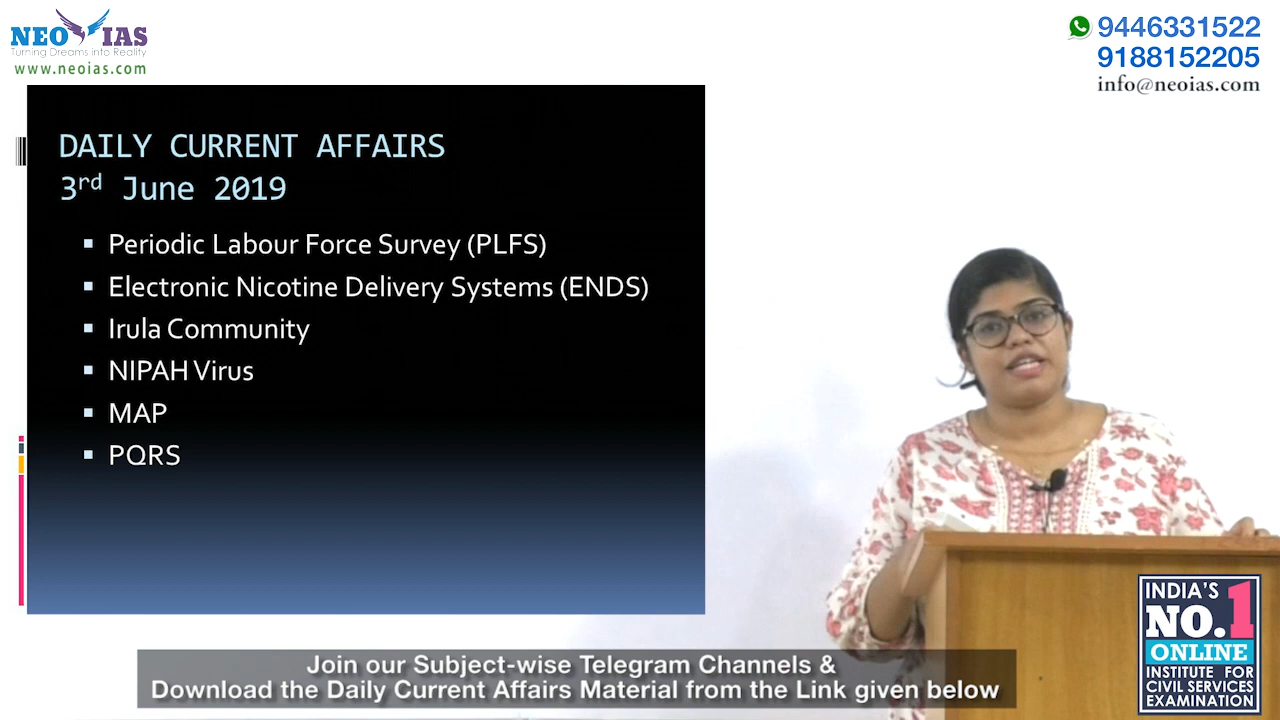 NEO IAS
Turning Dreams into Reality
www.neoias.com
9446331522
9188152205
info@neoias.com
DAILY CURRENT AFFAIRS
3rd June 2019
Periodic Labour Force Survey (PLFS)
Electronic Nicotine Delivery Systems (ENDS)
Irula Community
NIPAH Virus
MAP
PQRS
INDIA'S
NO.1
ONLINE
INSTITUTE FOR
CIVIL SERVICES
EXAMINATION
Join our Subject-wise Telegram Channels &
Download the Daily Current Affairs Material from the Link given below